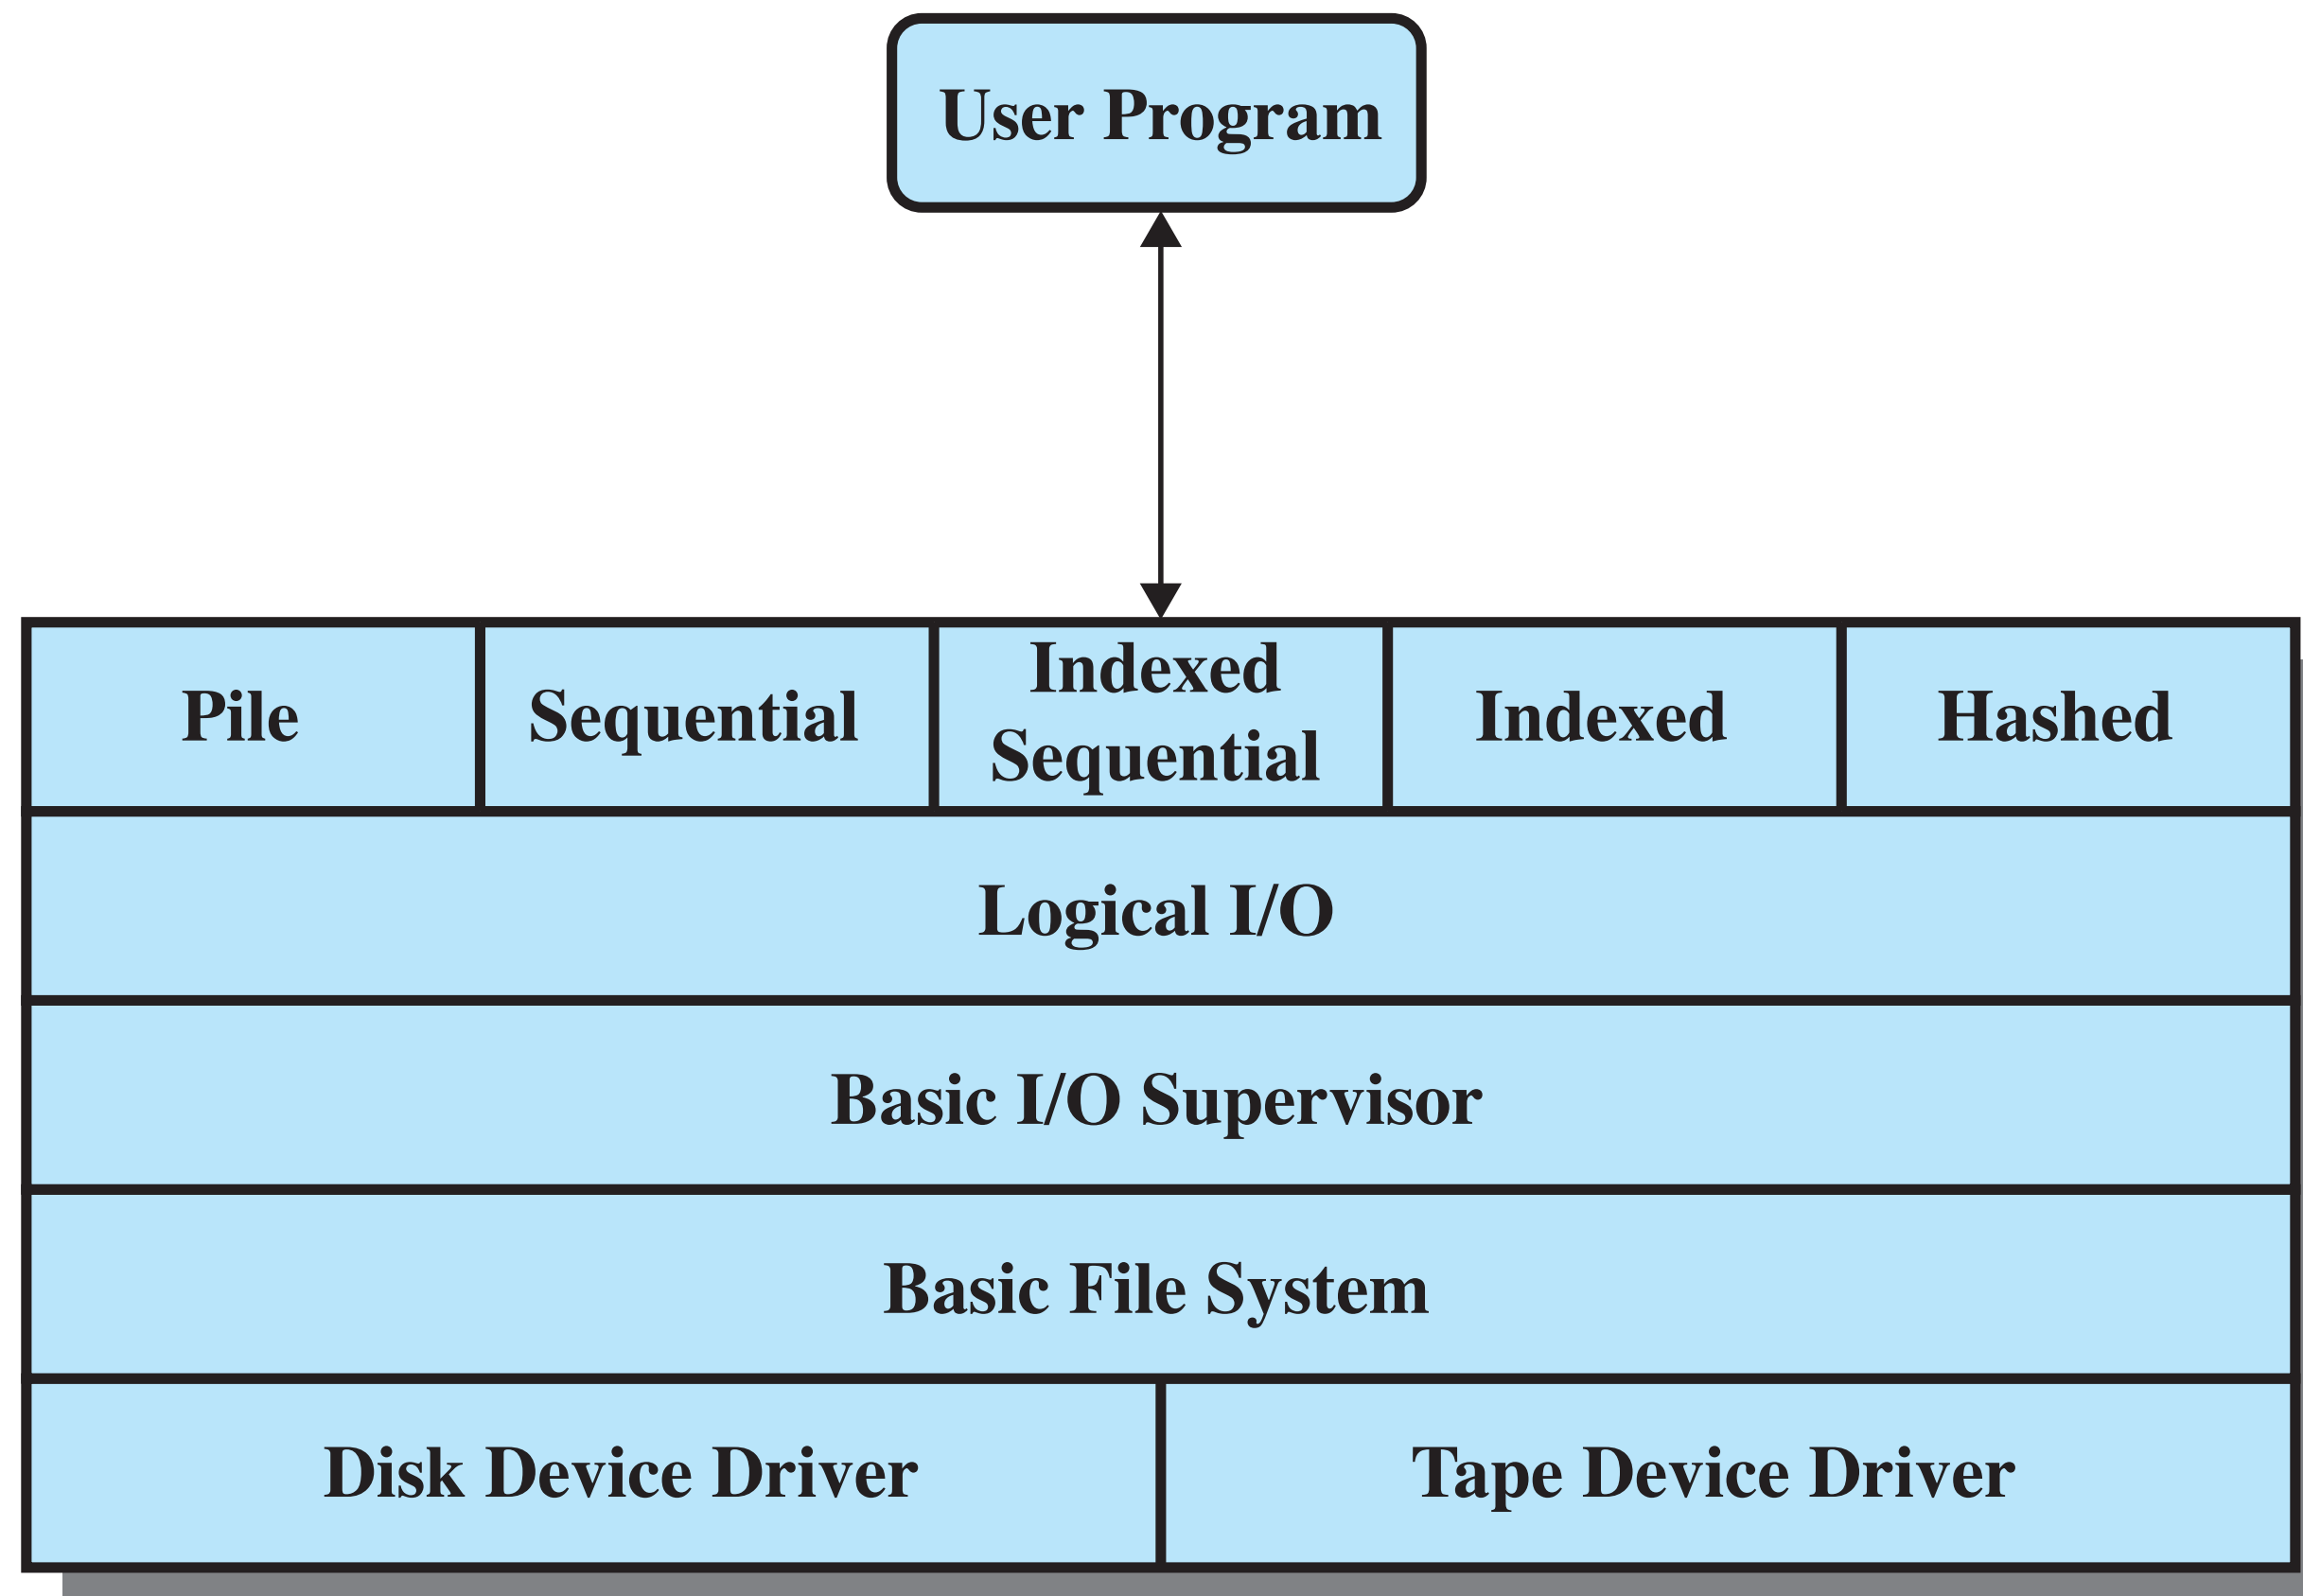 User Program
Pile
Sequential
Indexed
Sequential
Indexed
Hashed
Logical I/O
Basic I/O Supervisor
Basic File System
Disk Device Driver
Tape Device Driver